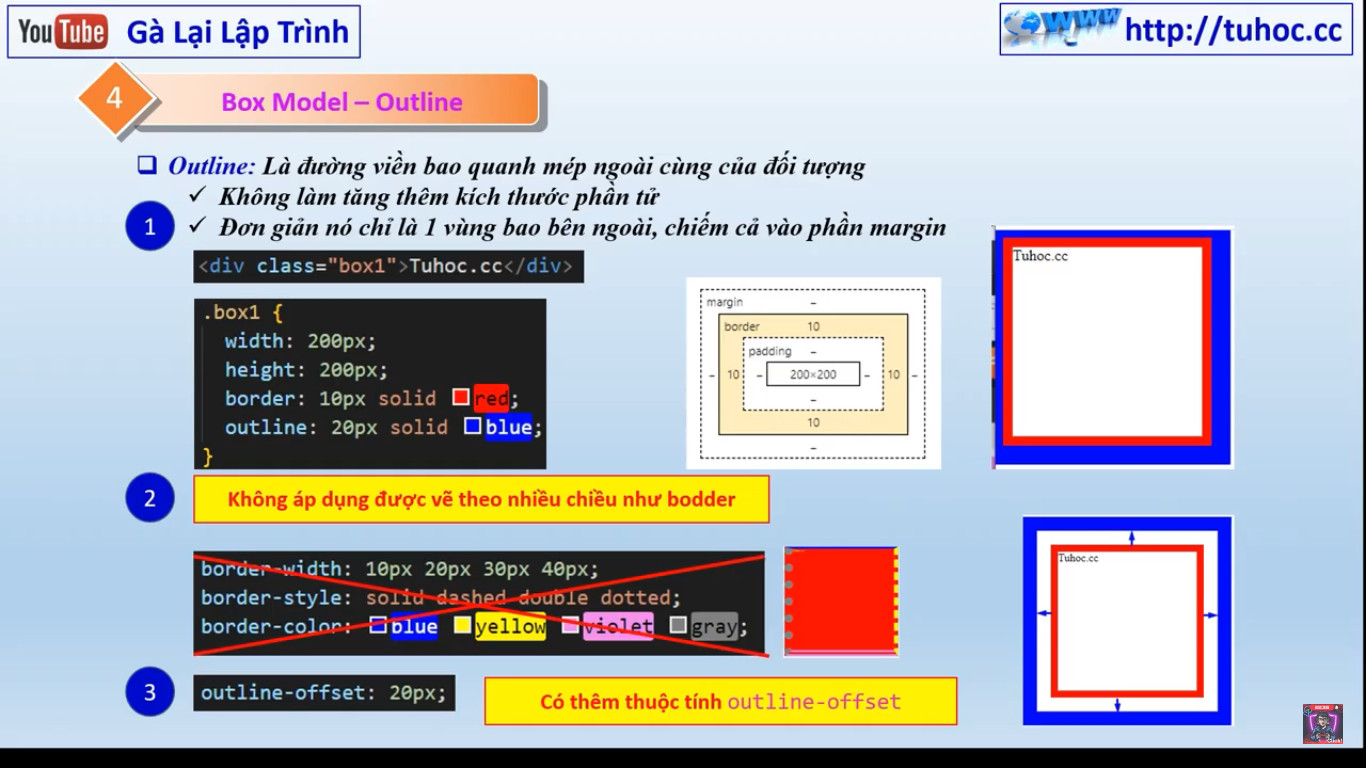 YouTube Gà Lại Lập Trình
www http://tuhoc.cc
4
Box Model – Outline
Outline: Là đường viền bao quanh mép ngoài cùng của đối tượng
Không làm tăng thêm kích thước phần tử
1
Đơn giản nó chỉ là 1 vùng bao bên ngoài, chiếm cả vào phần margin
<div class="box1">Tuhoc.cc</div>
.box1 {
width: 200px;
height: 200px;
border: 10px solid red;
outline: 20px solid blue;
}
margin –
border 10
padding –
– 10 – 200×200 – 10 –
–
10
–
Tuhoc.cc
2
Không áp dụng được vẽ theo nhiều chiều như bodder
border-width: 10px 20px 30px 40px;
border-style: solid dashed double dotted;
border-color: blue yellow violet gray;
Tuhoc.cc
3
outline-offset: 20px;
Có thêm thuộc tính outline-offset